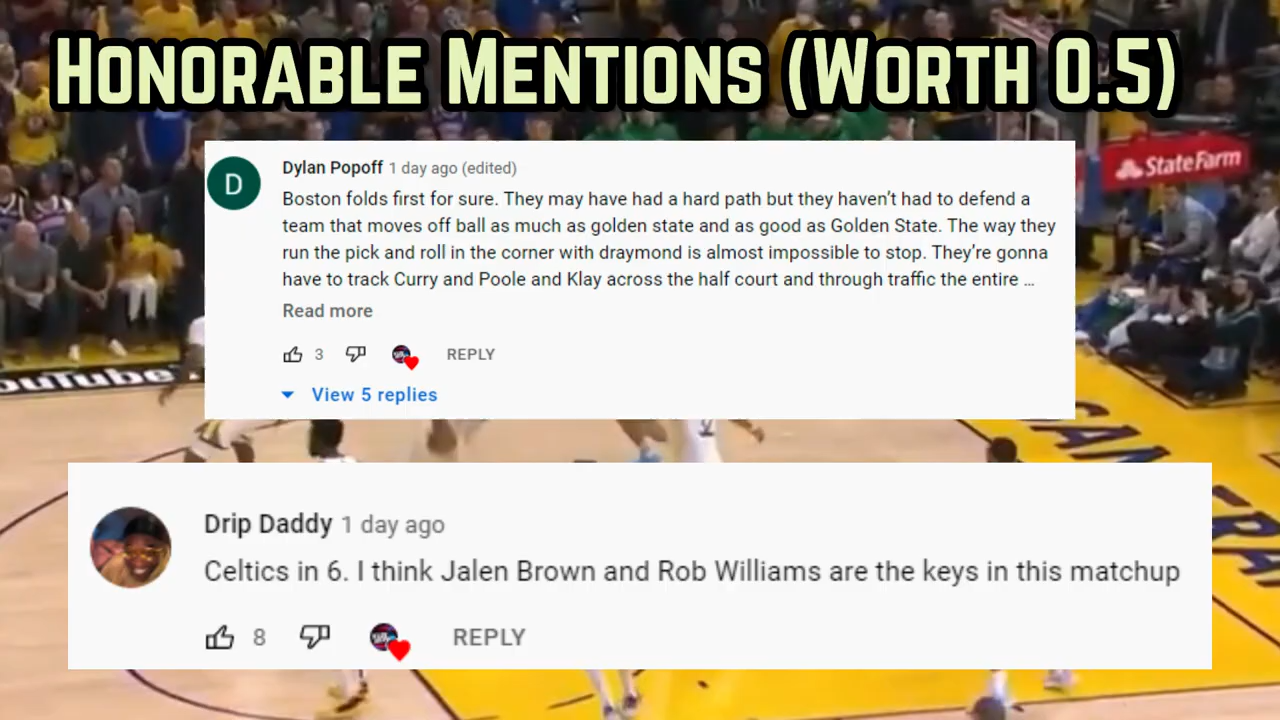 HONORABLE MENTIONS (WORTH 0.5)
StateFarm
D
Dylan Popoff 1 day ago (edited)
Boston folds first for sure. They may have had a hard path but they haven't had to defend a
team that moves off ball as much as golden state and as good as Golden State. The way they
run the pick and roll in the corner with draymond is almost impossible to stop. They're gonna
have to track Curry and Poole and Klay across the half court and through traffic the entire ...
Read more
3 REPLY
View 5 replies
YouTube
Drip Daddy 1 day ago
Celtics in 6. I think Jalen Brown and Rob Williams are the keys in this matchup
8 REPLY